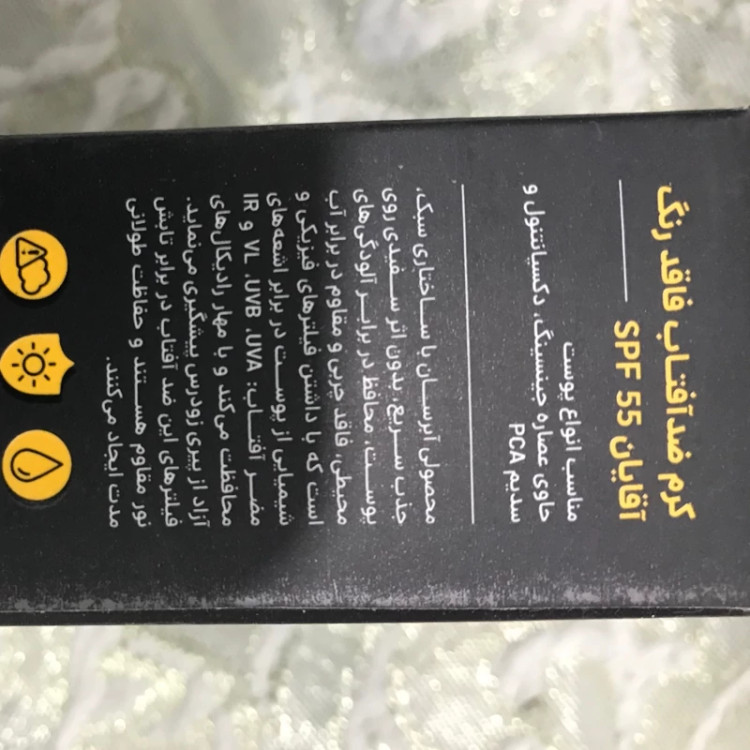 کرم ضدآفتاب فاقد رنگ
آقایان SPF 55
مناسب انواع پوست
حاوی عصاره جینسینگ، دکسپانتنول و
سدیم PCA
محصولی آبرسان با ساختاری سبک،
جذب سریع، بدون اثر سفیدی روی
پوست، محافظ در برابر آلودگی‌های
محیطی، فاقد چربی و مقاوم در برابر آب
است که با داشتن فیلترهای فیزیکی و
شیمیایی از پوست در برابر اشعه‌های
مضر آفتاب: UVA، UVB، VL و IR
محافظت می‌کند و با مهار رادیکال‌های
آزاد از پیری زودرس پیشگیری می‌نماید.
فیلترهای این ضد آفتاب در برابر تابش
نور مقاوم هستند و حفاظت طولانی
مدت ایجاد می‌کنند.